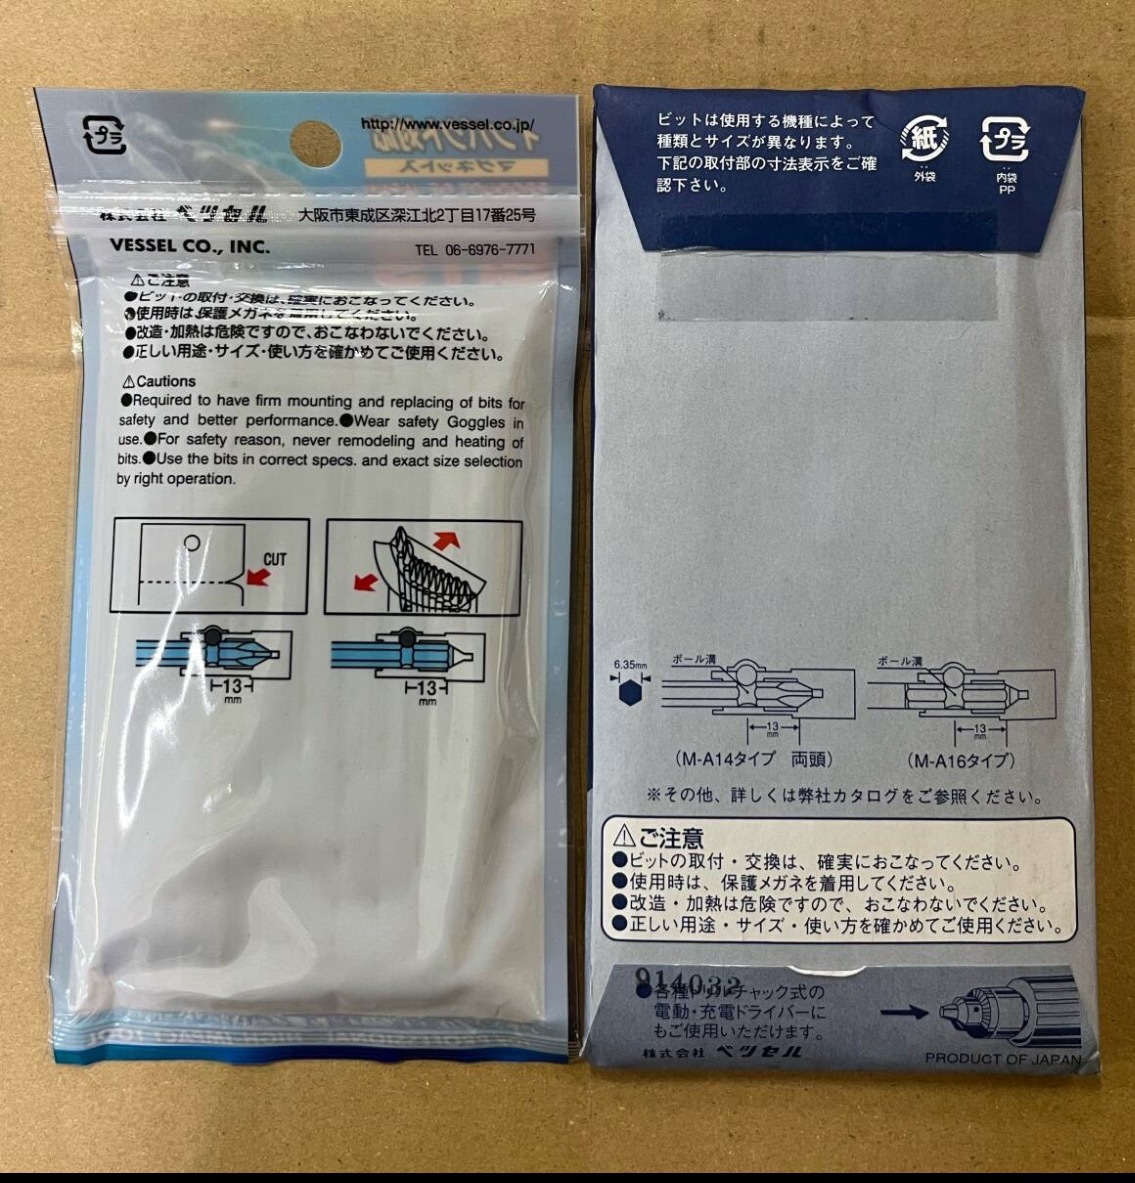 プラ
http://www.vessel.co.jp/
マグネット入
株式会社 ベッセル 大阪市東成区深江北2丁目17番25号
VESSEL CO., INC. TEL 06-6976-7771
⚠ご注意
●ビットの取付・交換は、確実におこなってください。
●使用時は、保護メガネを着用してください。
●改造・加熱は危険ですので、おこなわないでください。
●正しい用途・サイズ・使い方を確かめてご使用ください。
⚠Cautions
●Required to have firm mounting and replacing of bits for
safety and better performance.●Wear safety Goggles in
use.●For safety reason, never remodeling and heating of
bits.●Use the bits in correct specs. and exact size selection
by right operation.
CUT
13
mm
13
mm
ビットは使用する機種によって
種類とサイズが異なります。
下記の取付部の寸法表示をご確
認下さい。
紙
外袋
プラ
内袋
PP
6.35mm
ボール溝
13
mm
(M-A14タイプ 両頭)
ボール溝
13
mm
(M-A16タイプ)
※その他、詳しくは弊社カタログをご参照ください。
⚠ご注意
●ビットの取付・交換は、確実におこなってください。
●使用時は、保護メガネを着用してください。
●改造・加熱は危険ですので、おこなわないでください。
●正しい用途・サイズ・使い方を確かめてご使用ください。
914032
●各種ドリルチャック式の
電動・充電ドライバーに
もご使用いただけます。
株式会社 ベッセル
PRODUCT OF JAPAN